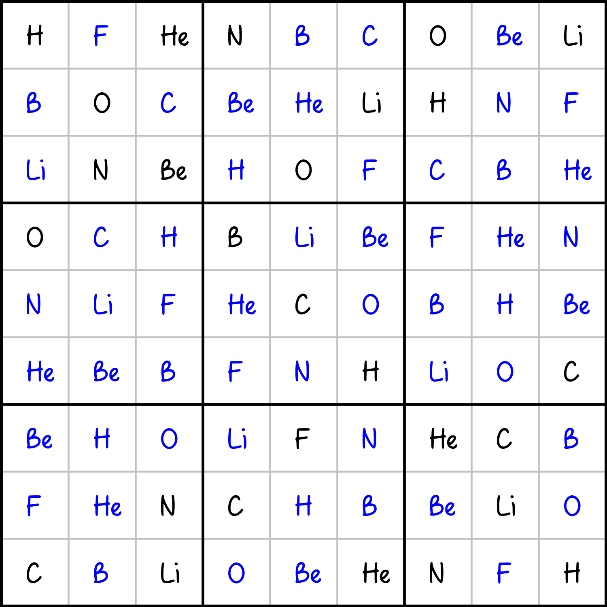 H F He N B C O Be Li
B O C Be He Li H N F
Li N Be H O F C B He
O C H B Li Be F He N
N Li F He C O B H Be
He Be B F N H Li O C
Be H O Li F N He C B
F He N C H B Be Li O
C B Li O Be He N F H